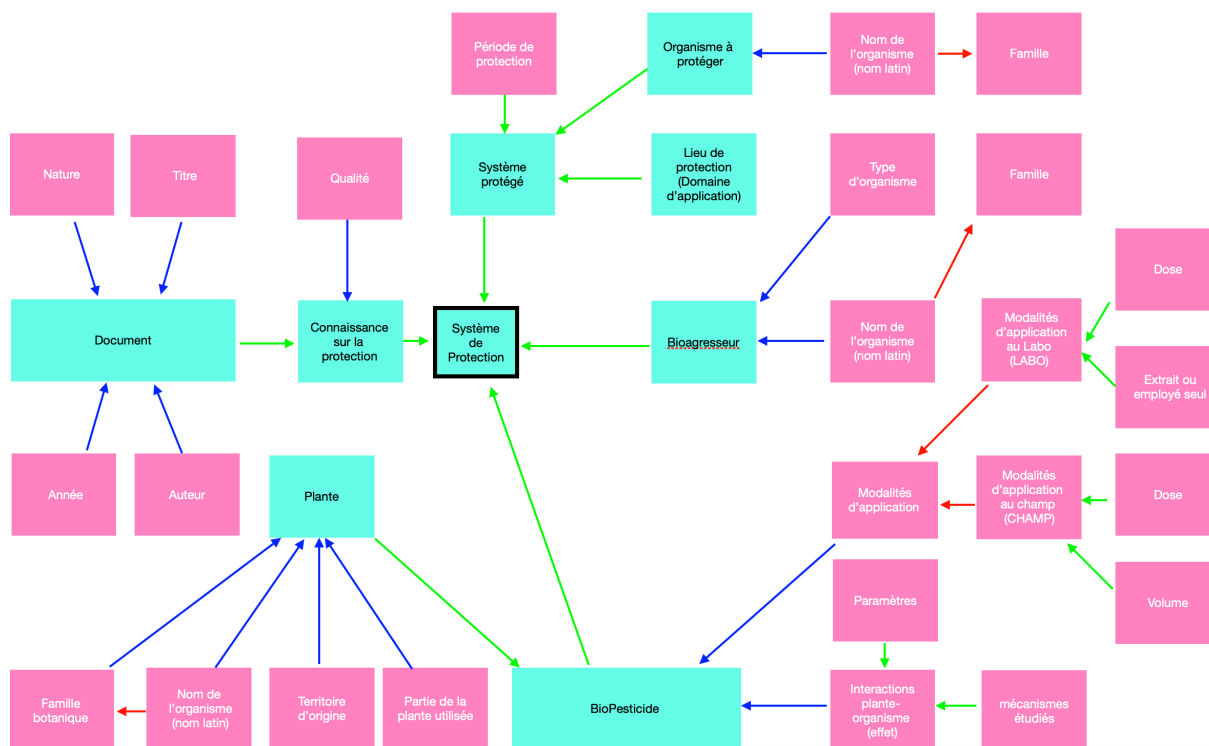 Période de
protection
Organisme à
protéger
Nom de
l'organisme
(nom latin)
Famille
Nature
Titre
Qualité
Système
protégé
Lieu de
protection
(Domaine
d'application)
Type
d'organisme
Famille
Dose
Document
Connaissance
sur la
protection
Système
de
Protection
Bioagresseur
Nom de
l'organisme
(nom latin)
Modalités
d'application
au Labo
(LABO)
Extrait ou
employé seul
Année
Auteur
Plante
Modalités
d'application
Modalités
d'application
au champ
(CHAMP)
Dose
Paramètres
Volume
Famille
botanique
Nom de
l'organisme
(nom latin)
Territoire
d'origine
Partie de la
plante utilisée
BioPesticide
Interactions
plante-
organisme
(effet)
mécanismes
étudiés